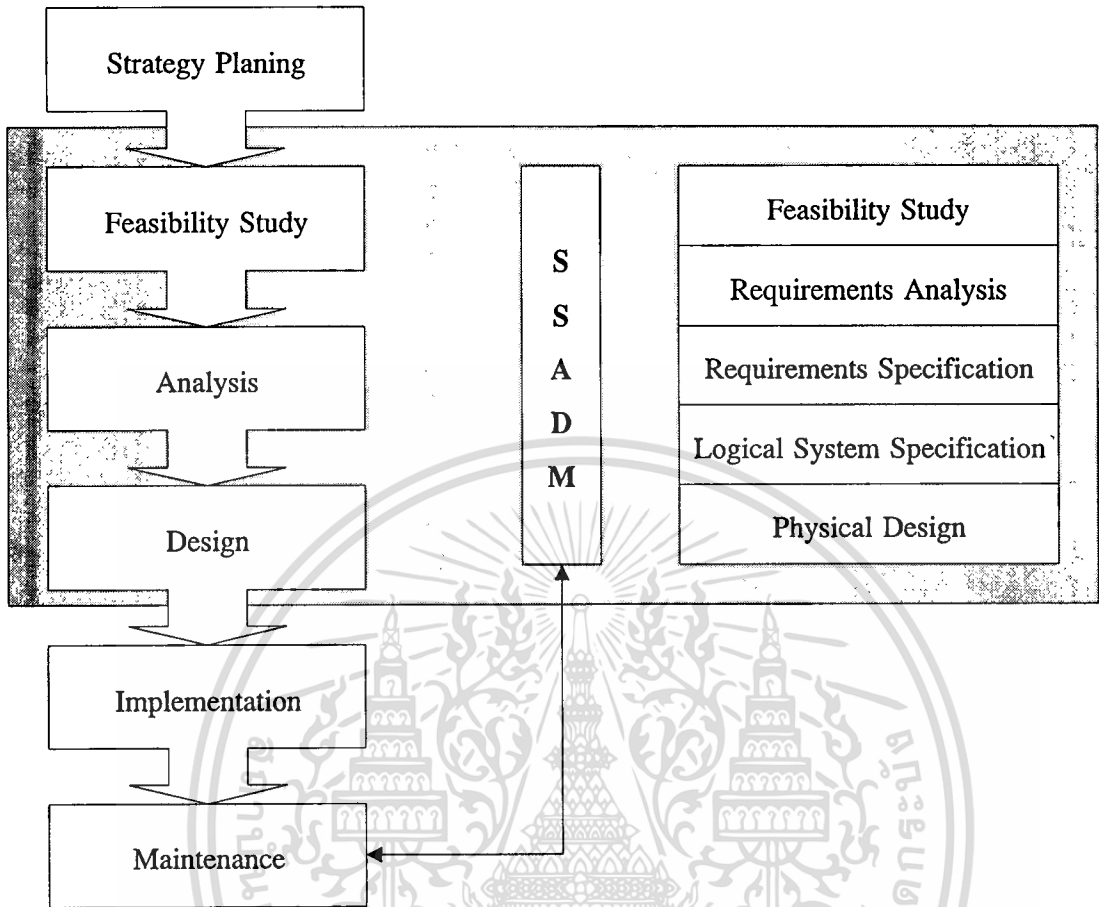 Strategy Planing
Feasibility Study
Analysis
Design
Implementation
Maintenance
S
S
A
D
M
Feasibility Study
Requirements Analysis
Requirements Specification
Logical System Specification
Physical Design